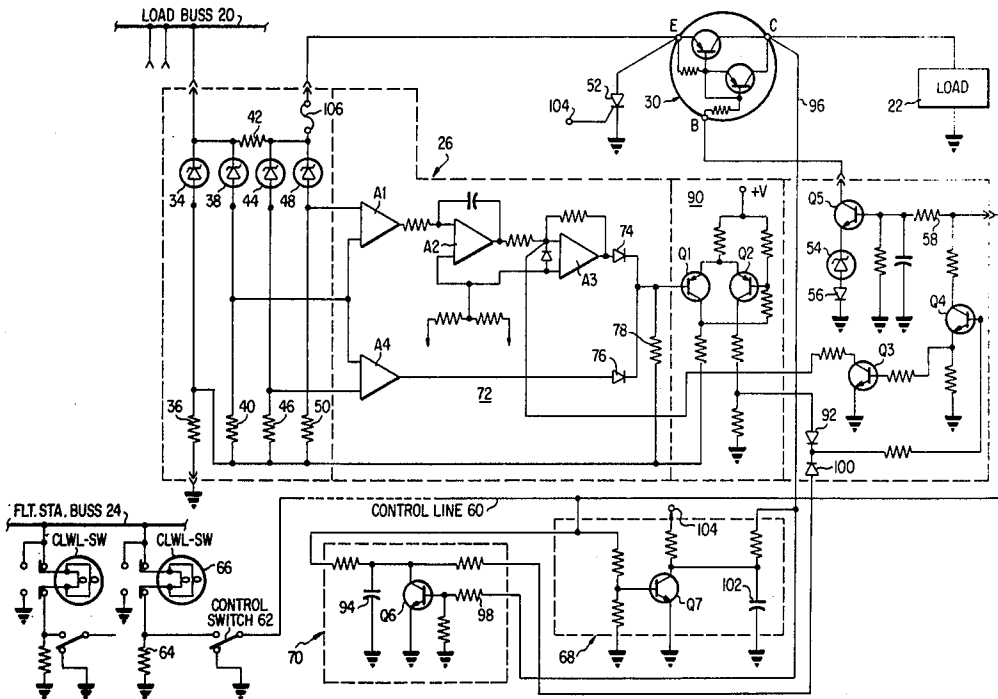 LOAD BUSS 20
E
C
52
104
30
B
96
22
LOAD
106
42
26
34
38
44
48
A1
A2
A3
74
90
+V
Q1
Q2
Q5
58
54
56
Q4
Q3
A4
78
76
72
36
40
46
50
92
100
FLT. STA. BUSS 24
CONTROL LINE 60
CLWL-SW
CLWL-SW
66
104
94
Q6
98
Q7
102
CONTROL
SWITCH 62
64
70
68